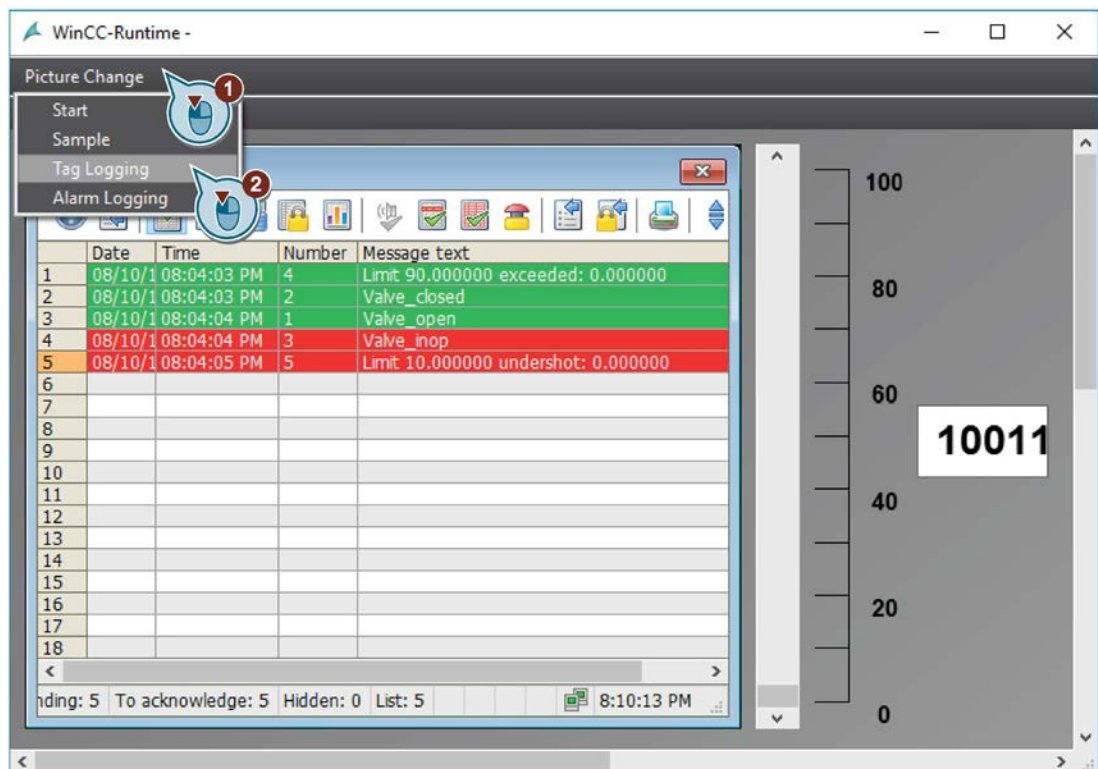 WinCC-Runtime -
Picture Change
1
Start
Sample
Tag Logging
2
Alarm Logging
Date Time Number Message text
1 08/10/1 08:04:03 PM 4 Limit 90.000000 exceeded: 0.000000
2 08/10/1 08:04:03 PM 2 Valve_closed
3 08/10/1 08:04:04 PM 1 Valve_open
4 08/10/1 08:04:04 PM 3 Valve_inop
5 08/10/1 08:04:05 PM 5 Limit 10.000000 undershot: 0.000000
6
7
8
9
10
11
12
13
14
15
16
17
18
nding: 5 To acknowledge: 5 Hidden: 0 List: 5 8:10:13 PM
100
80
60
40
20
0
10011